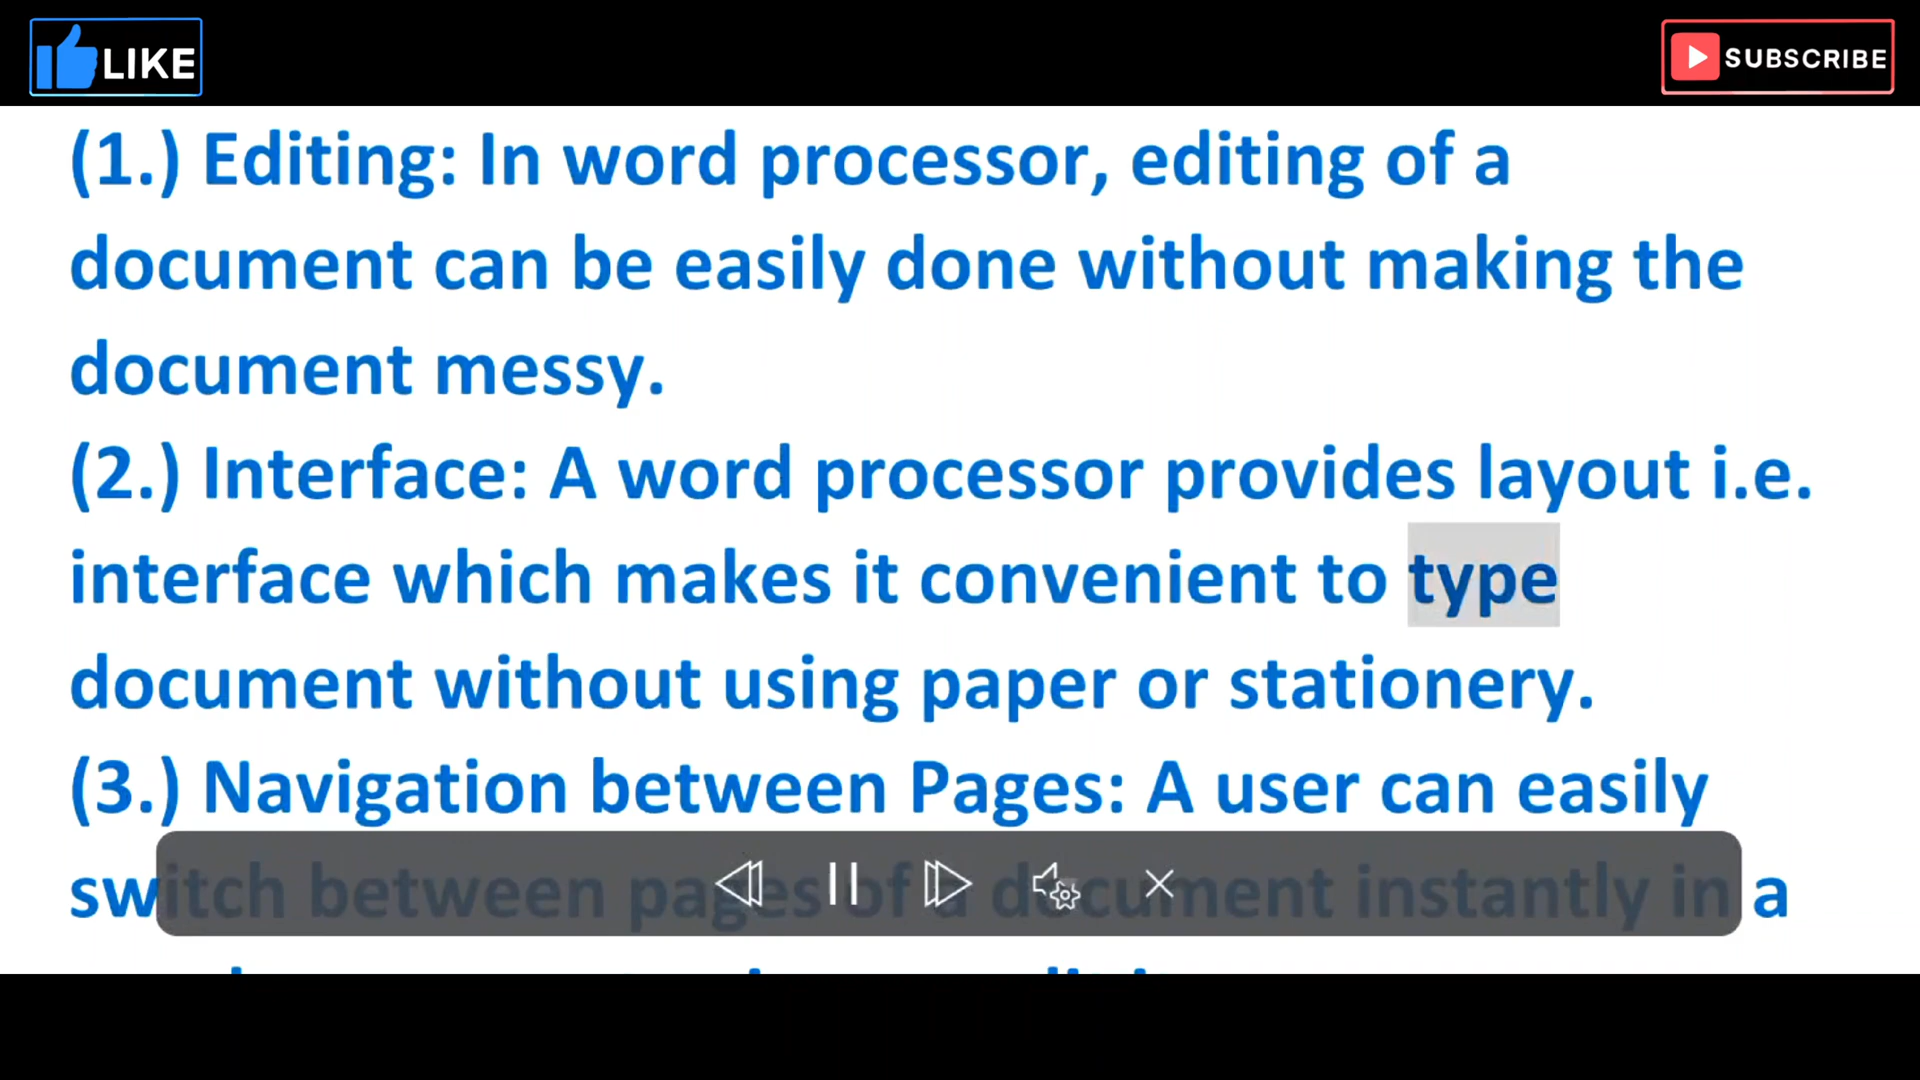 LIKE
SUBSCRIBE
(1.) Editing: In word processor, editing of a
document can be easily done without making the
document messy.
(2.) Interface: A word processor provides layout i.e.
interface which makes it convenient to type
document without using paper or stationery.
(3.) Navigation between Pages: A user can easily
switch between pages of a document instantly in a